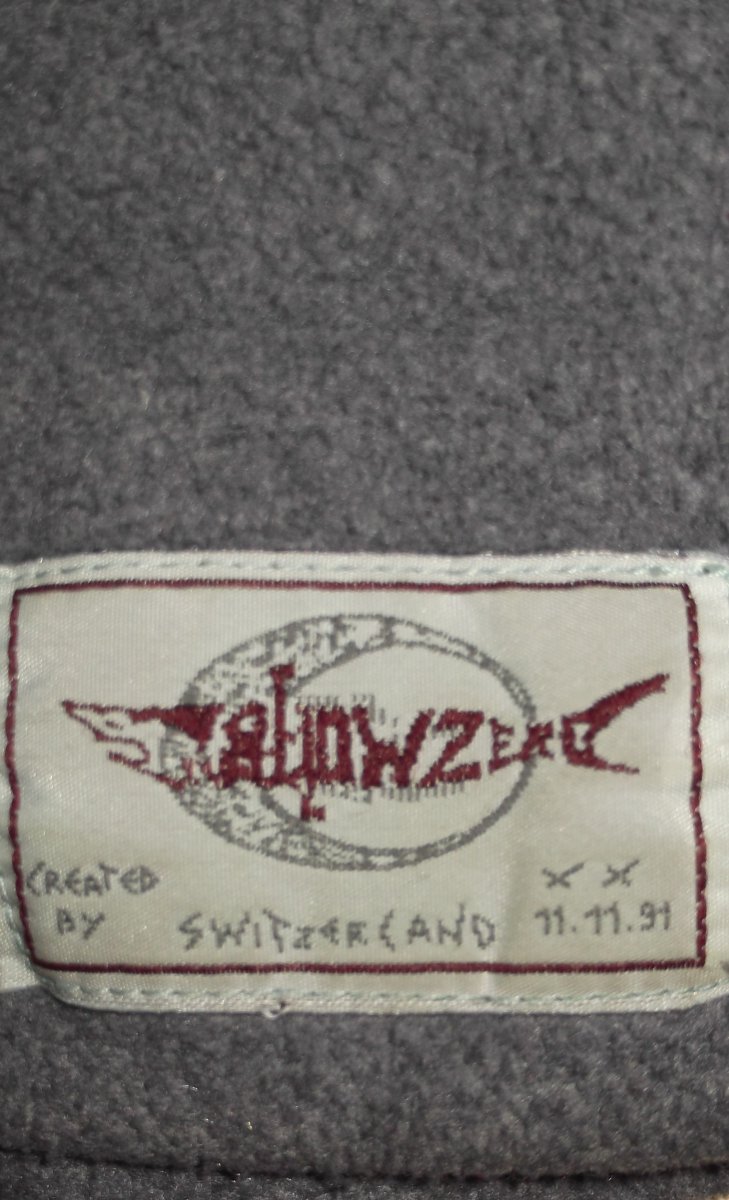 CREATED
BY
SWITZERLAND
X X
11.11.91